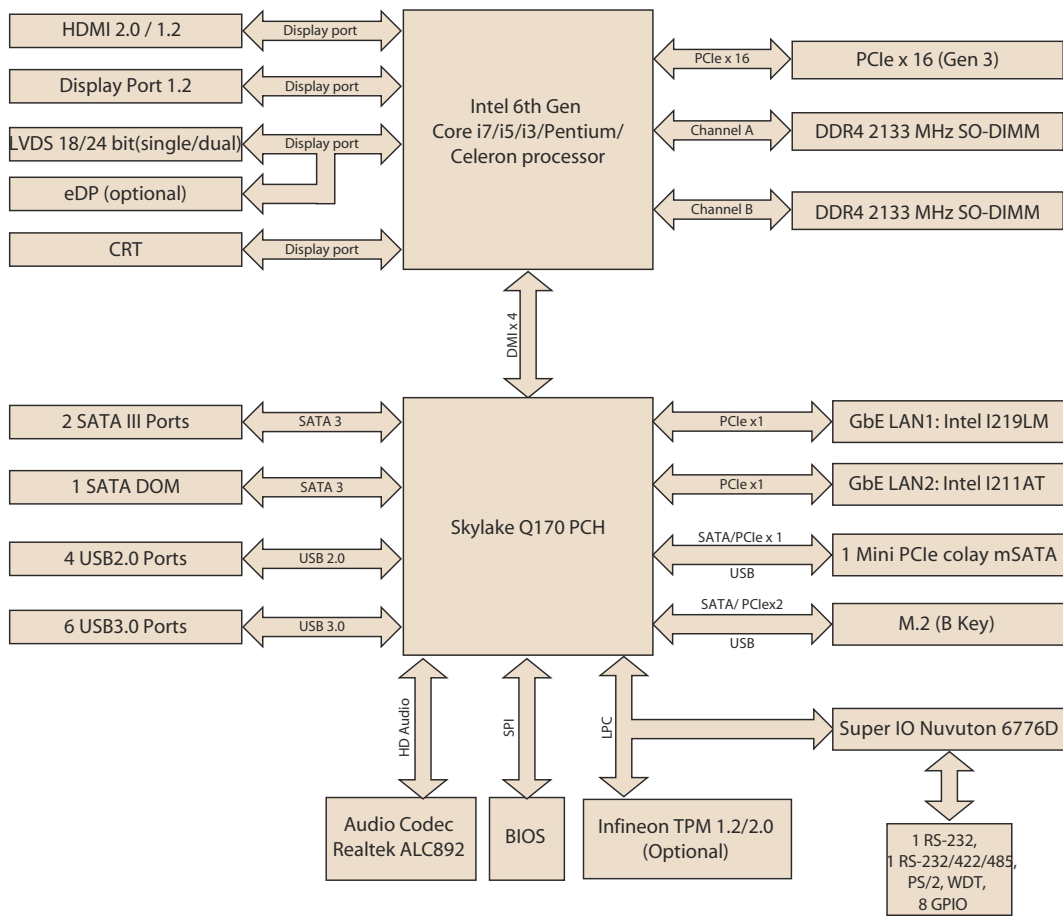 HDMI 2.0 / 1.2
Display port
Display Port 1.2
Display port
LVDS 18/24 bit(single/dual)
Display port
eDP (optional)
CRT
Display port
Intel 6th Gen
Core i7/i5/i3/Pentium/
Celeron processor
PCIe x 16
PCIe x 16 (Gen 3)
Channel A
DDR4 2133 MHz SO-DIMM
Channel B
DDR4 2133 MHz SO-DIMM
DMI x 4
2 SATA III Ports
SATA 3
1 SATA DOM
SATA 3
4 USB2.0 Ports
USB 2.0
6 USB3.0 Ports
USB 3.0
Skylake Q170 PCH
PCIe x1
GbE LAN1: Intel I219LM
PCIe x1
GbE LAN2: Intel I211AT
SATA/PCIe x 1
USB
1 Mini PCIe colay mSATA
SATA/ PCIex2
USB
M.2 (B Key)
HD Audio
SPI
LPC
Super IO Nuvuton 6776D
Audio Codec
Realtek ALC892
BIOS
Infineon TPM 1.2/2.0
(Optional)
1 RS-232,
1 RS-232/422/485,
PS/2, WDT,
8 GPIO